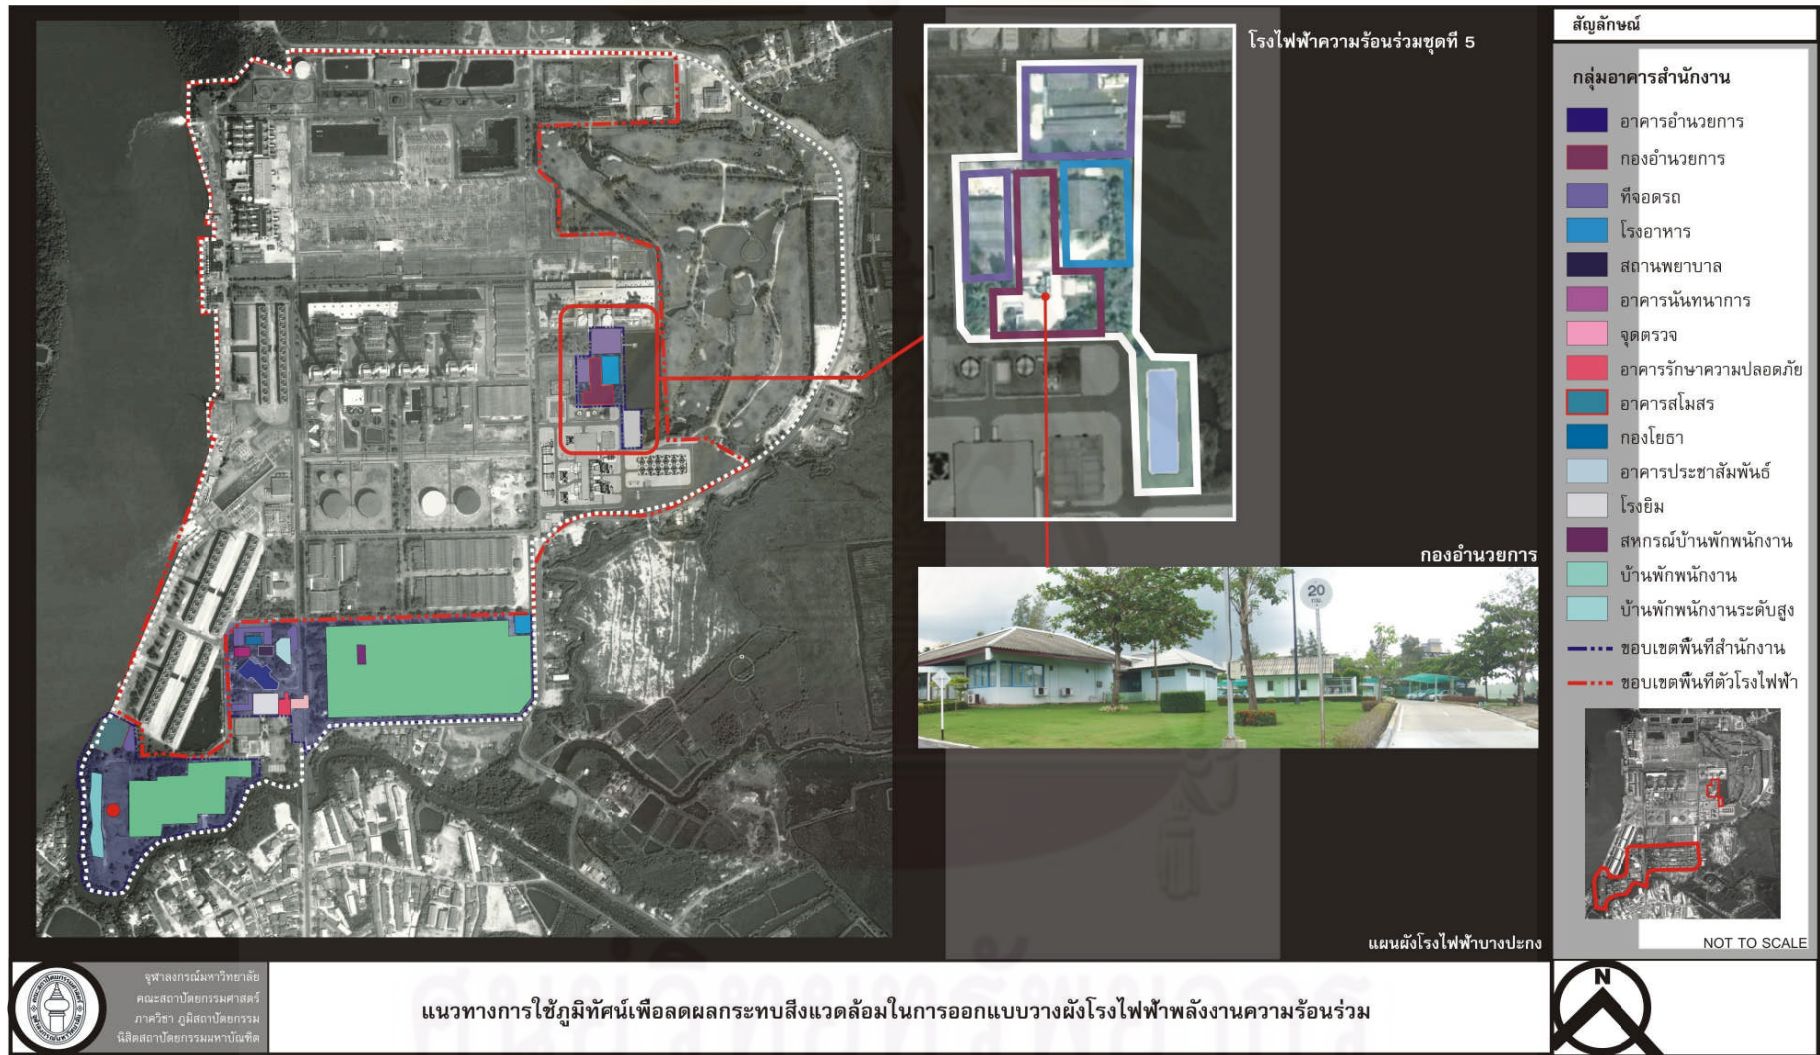 โรงไฟฟ้าความร้อนร่วมชุดที่ 5
สัญลักษณ์
กลุ่มอาคารสำนักงาน
อาคารอำนวยการ
กองอำนวยการ
ที่จอดรถ
โรงอาหาร
สถานพยาบาล
อาคารนันทนาการ
จุดตรวจ
อาคารรักษาความปลอดภัย
อาคารสโมสร
กองโยธา
อาคารประชาสัมพันธ์
โรงยิม
สหกรณ์บ้านพักพนักงาน
บ้านพักพนักงาน
บ้านพักพนักงานระดับสูง
ขอบเขตพื้นที่สำนักงาน
ขอบเขตพื้นที่ตัวโรงไฟฟ้า
กองอำนวยการ
20
แผนผังโรงไฟฟ้าบางปะกง
NOT TO SCALE
จุฬาลงกรณ์มหาวิทยาลัย
คณะสถาปัตยกรรมศาสตร์
ภาควิชา ภูมิสถาปัตยกรรม
นิสิตสถาปัตยกรรมมหาบัณฑิต
แนวทางการใช้ภูมิทัศน์เพื่อลดผลกระทบสิ่งแวดล้อมในการออกแบบวางผังโรงไฟฟ้าพลังงานความร้อนร่วม
N
ศูนย์วิทยทรัพยากร